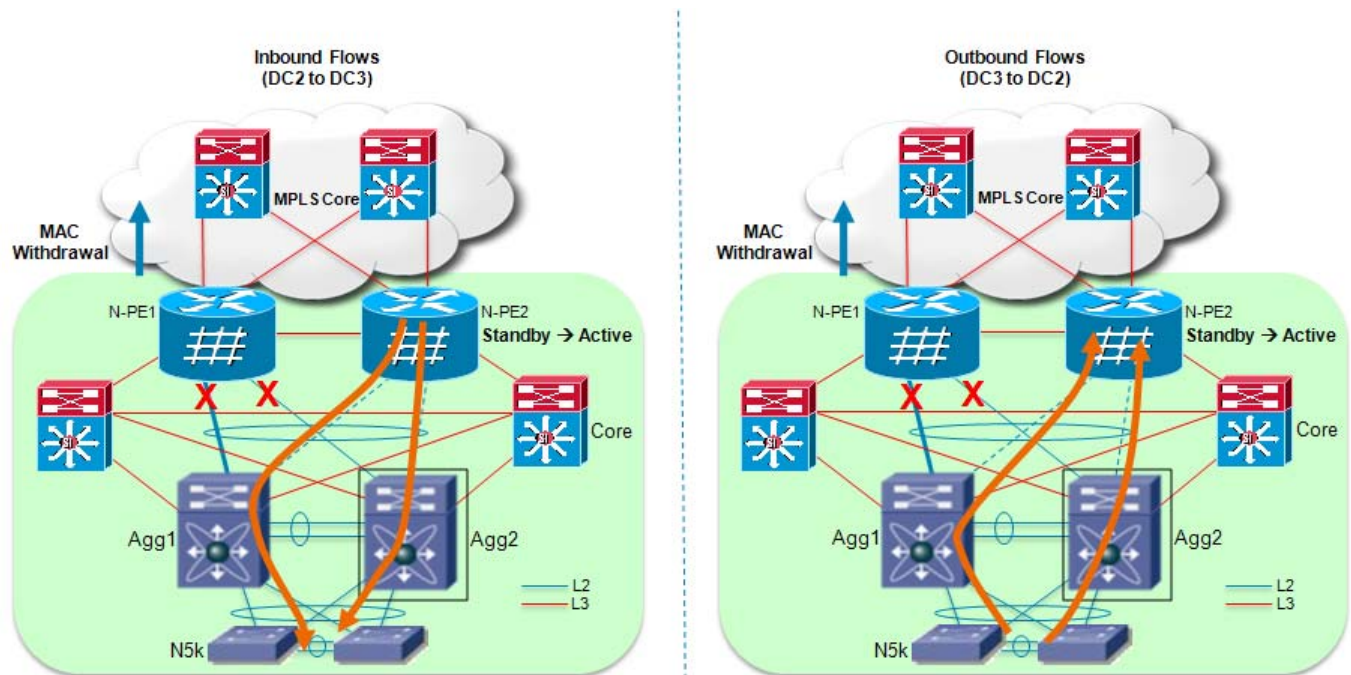 Inbound Flows
(DC2 to DC3)
MPLS Core
MAC
Withdrawal
N-PE1
N-PE2
Standby → Active
X X
Core
Agg1
Agg2
L2
L3
N5k
Outbound Flows
(DC3 to DC2)
MPLS Core
MAC
Withdrawal
N-PE1
N-PE2
Standby → Active
X X
Core
Agg1
Agg2
L2
L3
N5k